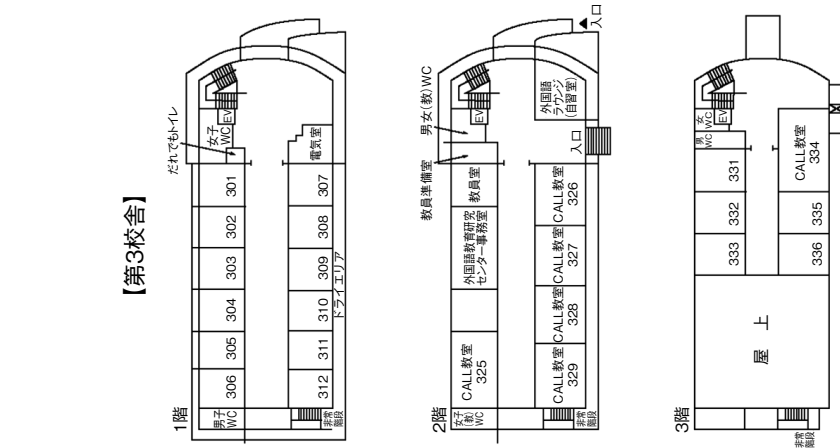 【第3校舎】
1階
だれでもトイレ
女子
WC
EV
電気室
301
302
303
304
305
306
307
308
309
310
311
312
ドライエリア
男子
WC
非常
階段
2階
男女(教)WC
教員準備室
EV
外国語
ラウンジ
(自習室)
入口
入口
教員室
外国語教育研究
センター事務室
CALL教室
325
CALL教室
326
CALL教室
327
CALL教室
328
CALL教室
329
女子
(教)
WC
非常
階段
3階
女
WC
男
WC
EV
331
332
333
CALL教室
334
335
336
屋上
非常
階段